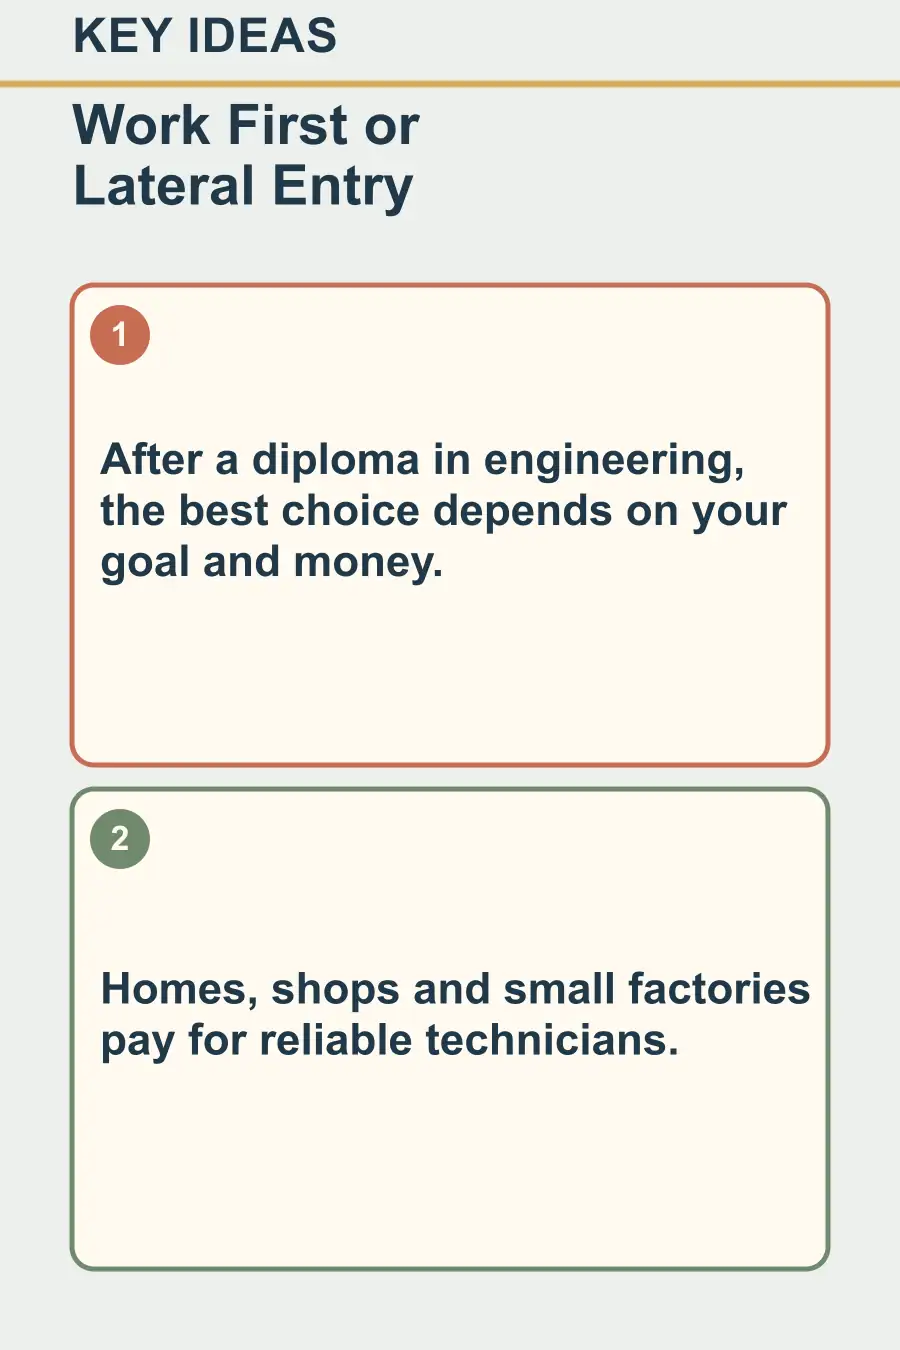 KEY IDEAS
Work First or
Lateral Entry
1
After a diploma in engineering,
the best choice depends on your
goal and money.
2
Homes, shops and small factories
pay for reliable technicians.